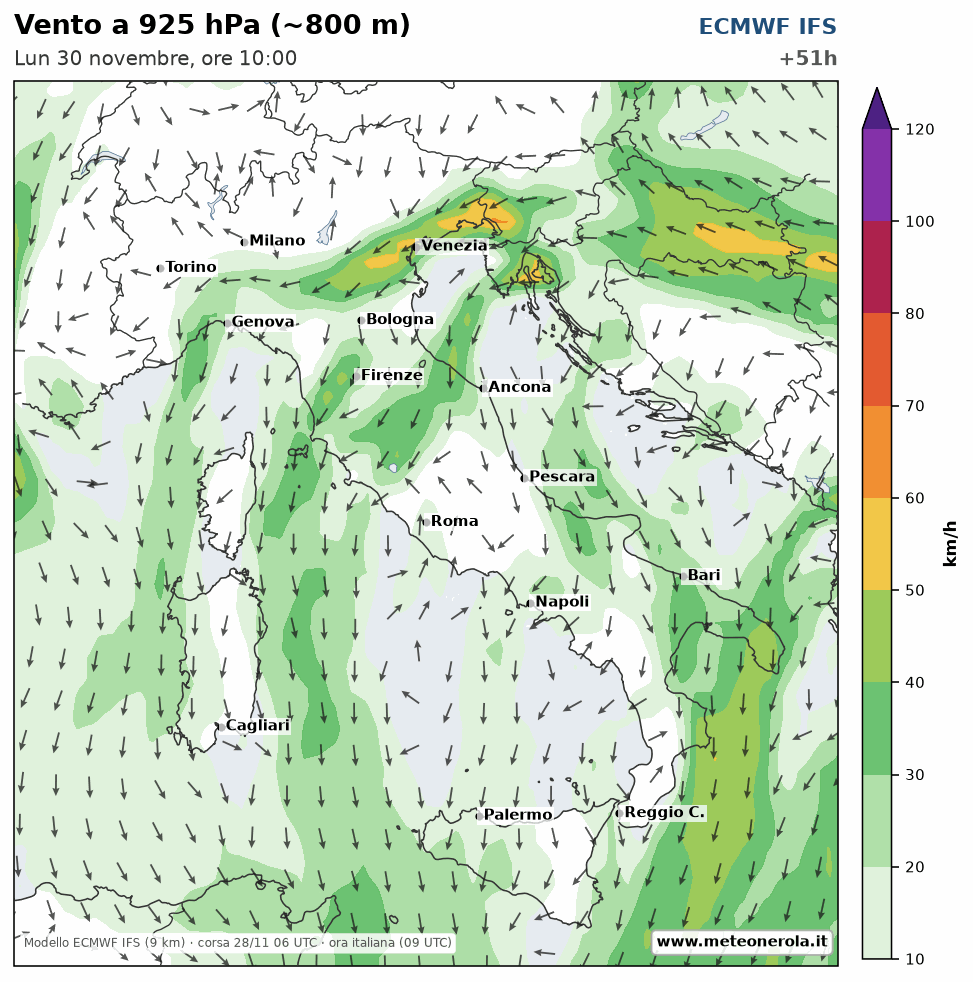 Vento a 925 hPa (~800 m)
ECMWF IFS
Lun 30 novembre, ore 10:00
+51h
120
100
80
70
60
50
40
30
20
10
km/h
Milano
Venezia
Torino
Genova
Bologna
Firenze
Ancona
Pescara
Roma
Bari
Napoli
Cagliari
Palermo
Reggio C.
Modello ECMWF IFS (9 km) · corsa 28/11 06 UTC · ora italiana (09 UTC)
www.meteonerola.it